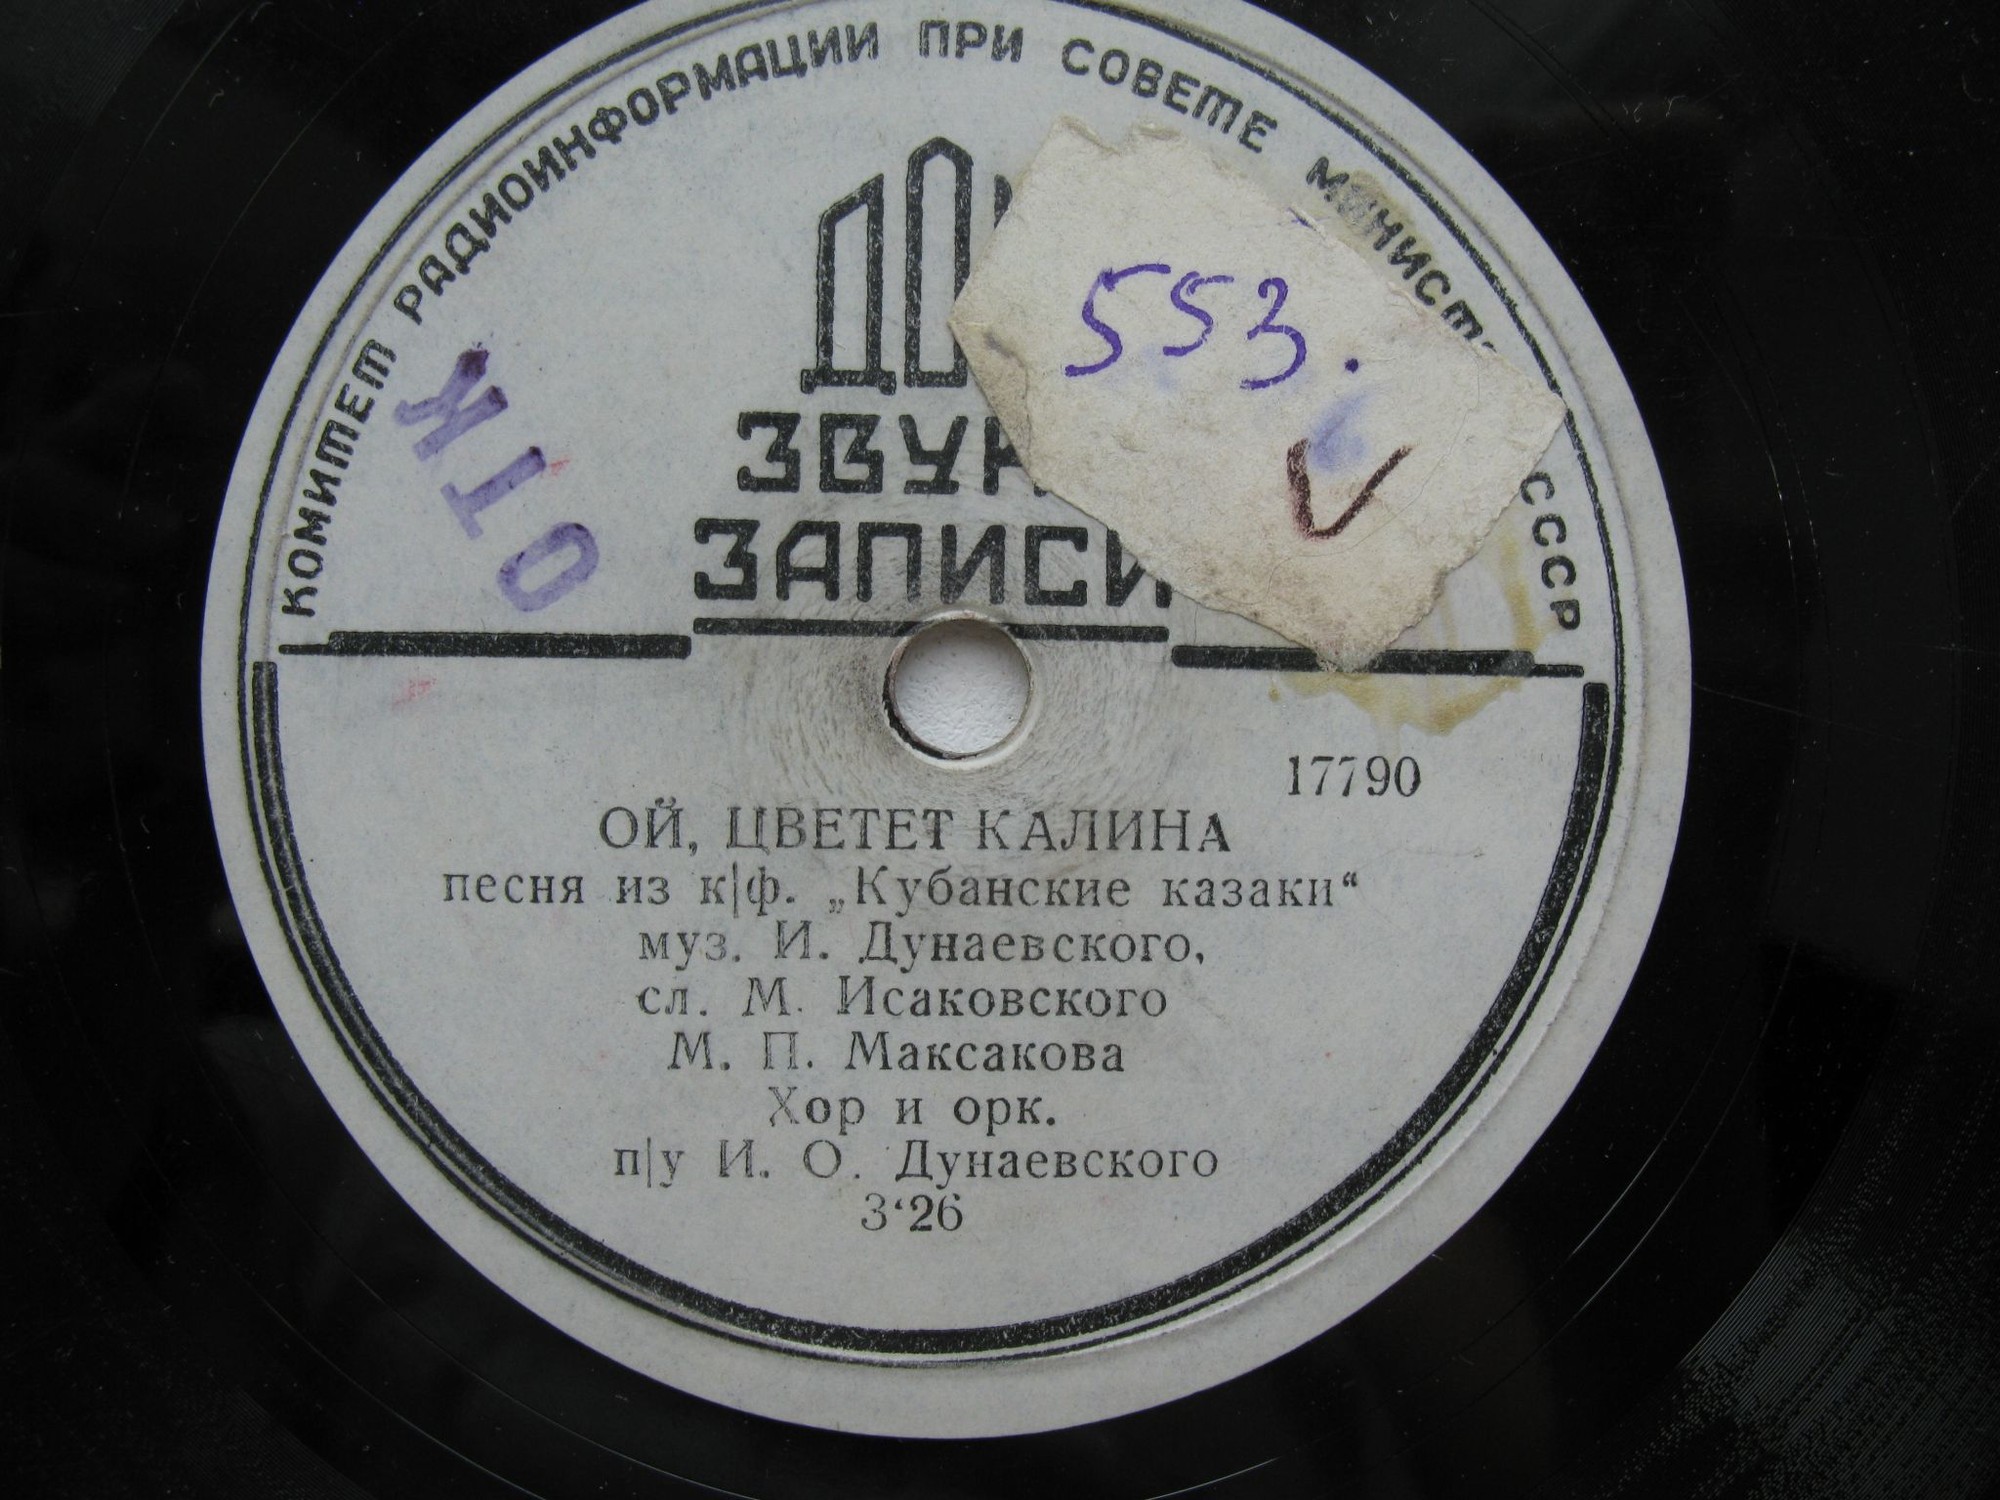 КОМИТЕТ РАДИОИНФОРМАЦИИ ПРИ СОВЕТЕ СССР
553.
ЗАПИСИ
ОТК
17790
ОЙ, ЦВЕТЕТ КАЛИНА
песня из к|ф. „Кубанские казаки“
муз. И. Дунаевского,
сл. М. Исаковского
М. П. Максакова
Хор и орк.
п|у И. О. Дунаевского
3‘26